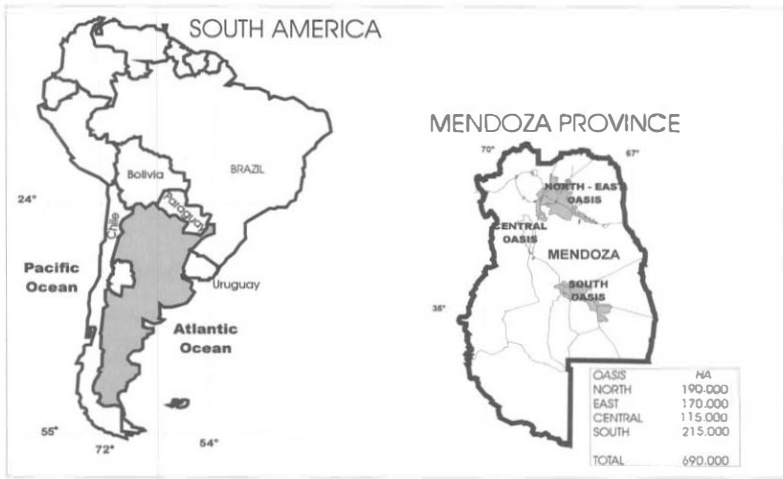 SOUTH AMERICA
BRAZIL
Bolivia
Paraguay
24°
Chile
Pacific
Ocean
Uruguay
Atlantic
Ocean
55°
72°
54°
MENDOZA PROVINCE
70°
67°
NORTH - EAST
OASIS
CENTRAL
OASIS
MENDOZA
SOUTH
OASIS
35°
OASIS HA
NORTH 190.000
EAST 170.000
CENTRAL 115.000
SOUTH 215.000
TOTAL 690.000